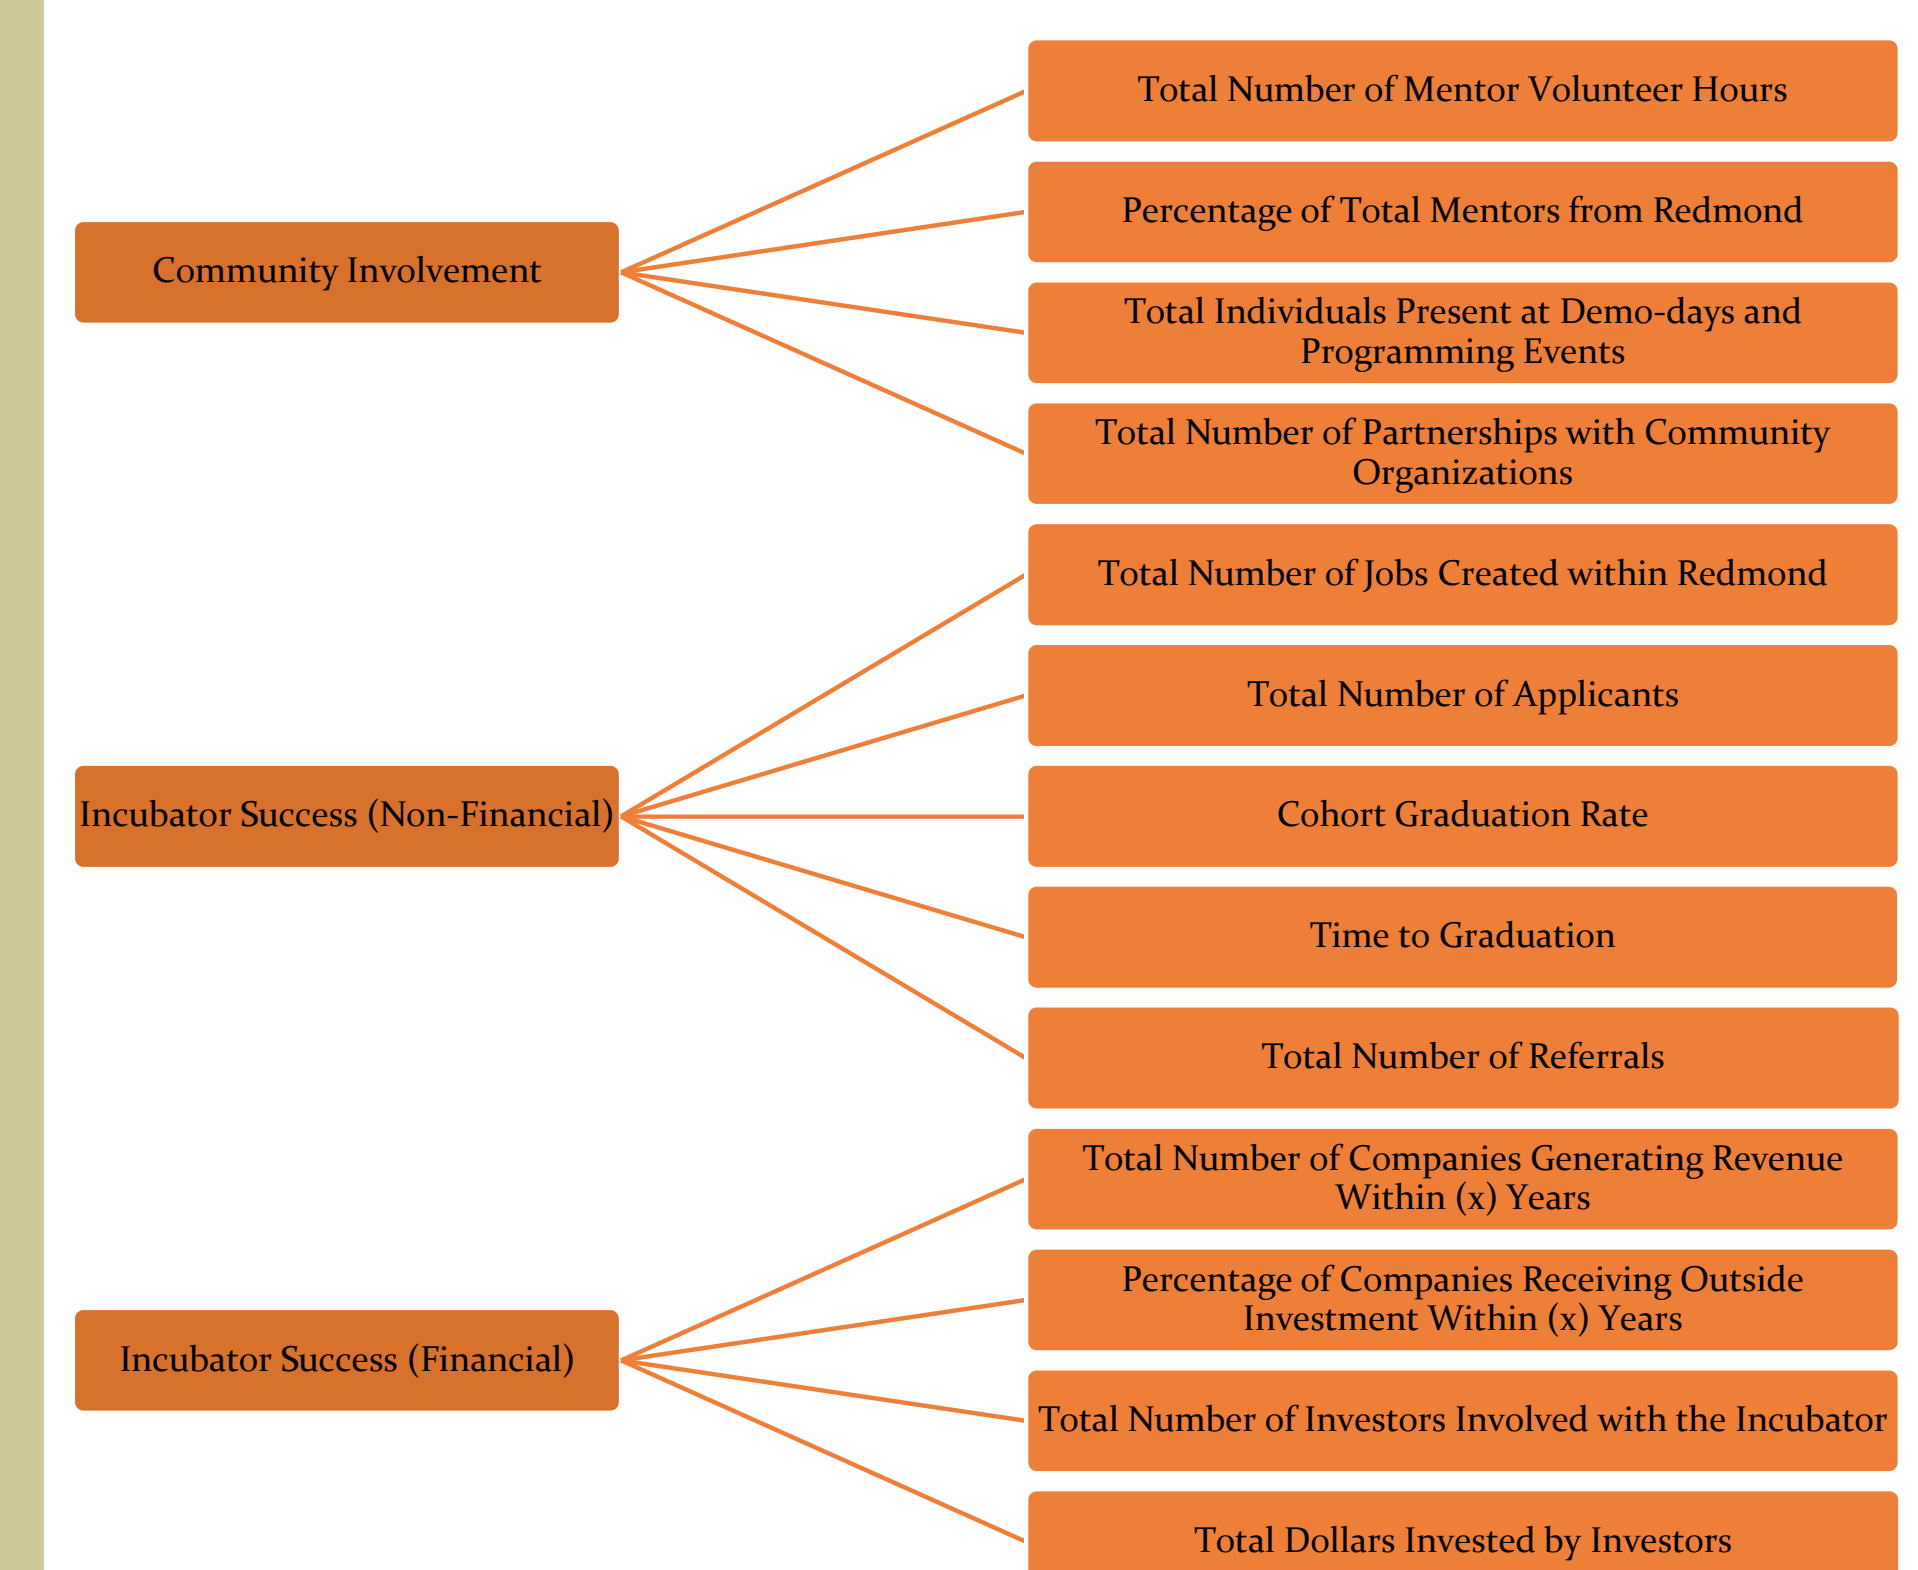 Total Number of Mentor Volunteer Hours
Percentage of Total Mentors from Redmond
Community Involvement
Total Individuals Present at Demo-days and
Programming Events
Total Number of Partnerships with Community
Organizations
Total Number of Jobs Created within Redmond
Total Number of Applicants
Incubator Success (Non-Financial)
Cohort Graduation Rate
Time to Graduation
Total Number of Referrals
Total Number of Companies Generating Revenue
Within (x) Years
Percentage of Companies Receiving Outside
Investment Within (x) Years
Incubator Success (Financial)
Total Number of Investors Involved with the Incubator
Total Dollars Invested by Investors